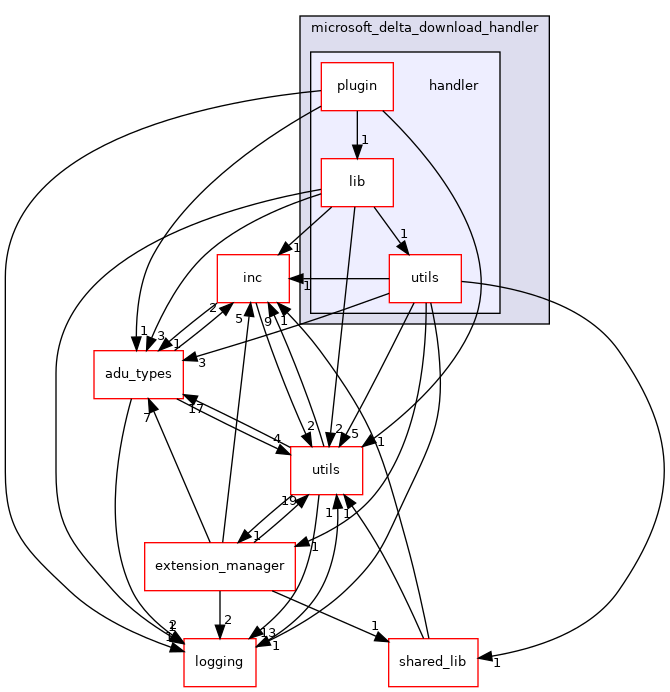 microsoft_delta_download_handler
plugin
handler
1
lib
1
1
inc
utils
1
2
5
9
1
1
3
1
3
adu_types
17
7
4
2
2
5
1
utils
19
1
1
1
extension_manager
1
2
1
2
13
1
1
logging
shared_lib
1